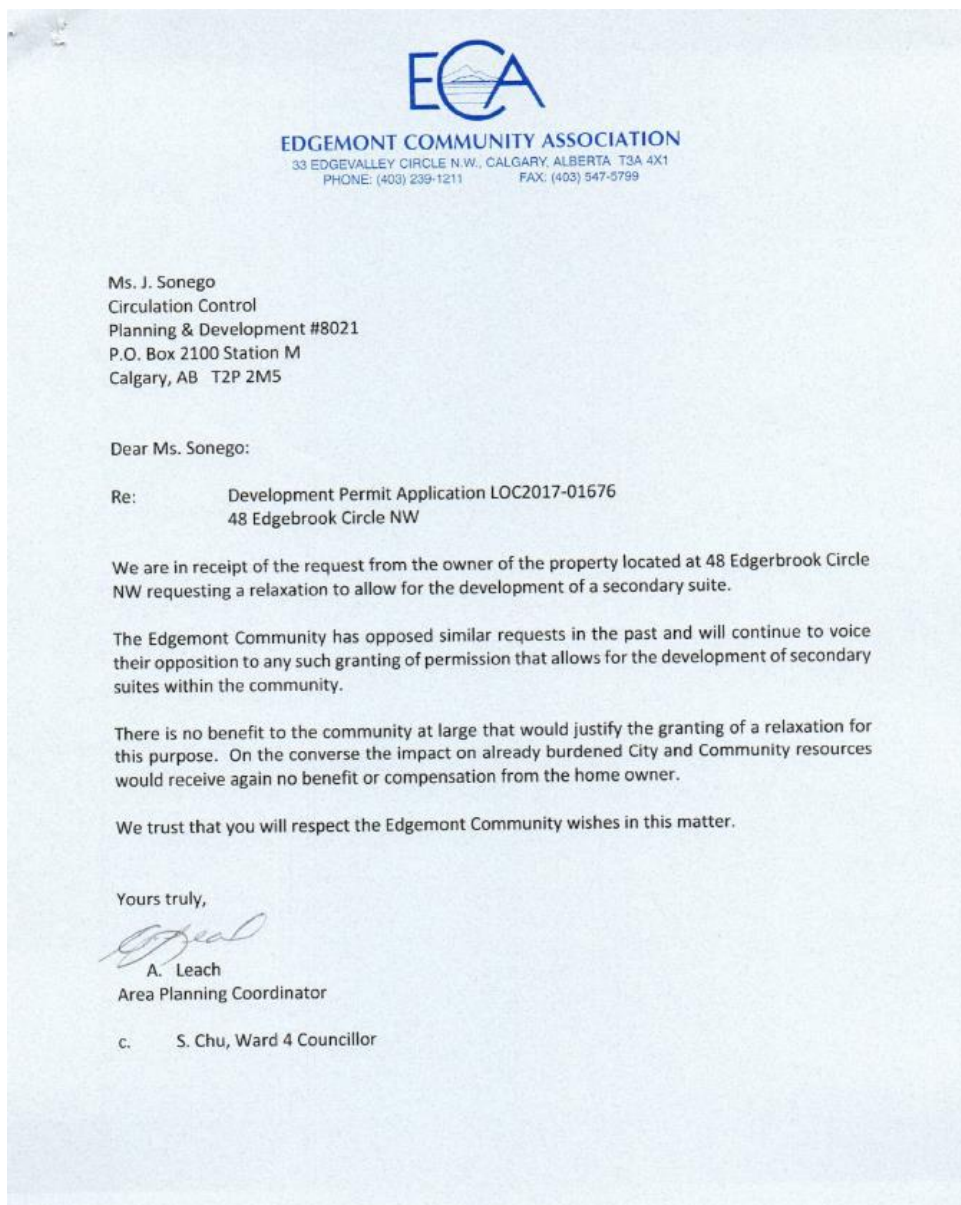 ECA
EDGEMONT COMMUNITY ASSOCIATION
33 EDGEVALLEY CIRCLE N.W., CALGARY, ALBERTA T3A 4X1
PHONE: (403) 239-1211 FAX: (403) 547-5799
Ms. J. Sonego
Circulation Control
Planning & Development #8021
P.O. Box 2100 Station M
Calgary, AB T2P 2M5
Dear Ms. Sonego:
Re: Development Permit Application LOC2017-01676
48 Edgebrook Circle NW
We are in receipt of the request from the owner of the property located at 48 Edgerbrook Circle
NW requesting a relaxation to allow for the development of a secondary suite.
The Edgemont Community has opposed similar requests in the past and will continue to voice
their opposition to any such granting of permission that allows for the development of secondary
suites within the community.
There is no benefit to the community at large that would justify the granting of a relaxation for
this purpose. On the converse the impact on already burdened City and Community resources
would receive again no benefit or compensation from the home owner.
We trust that you will respect the Edgemont Community wishes in this matter.
Yours truly,
A. Leach
Area Planning Coordinator
c. S. Chu, Ward 4 Councillor